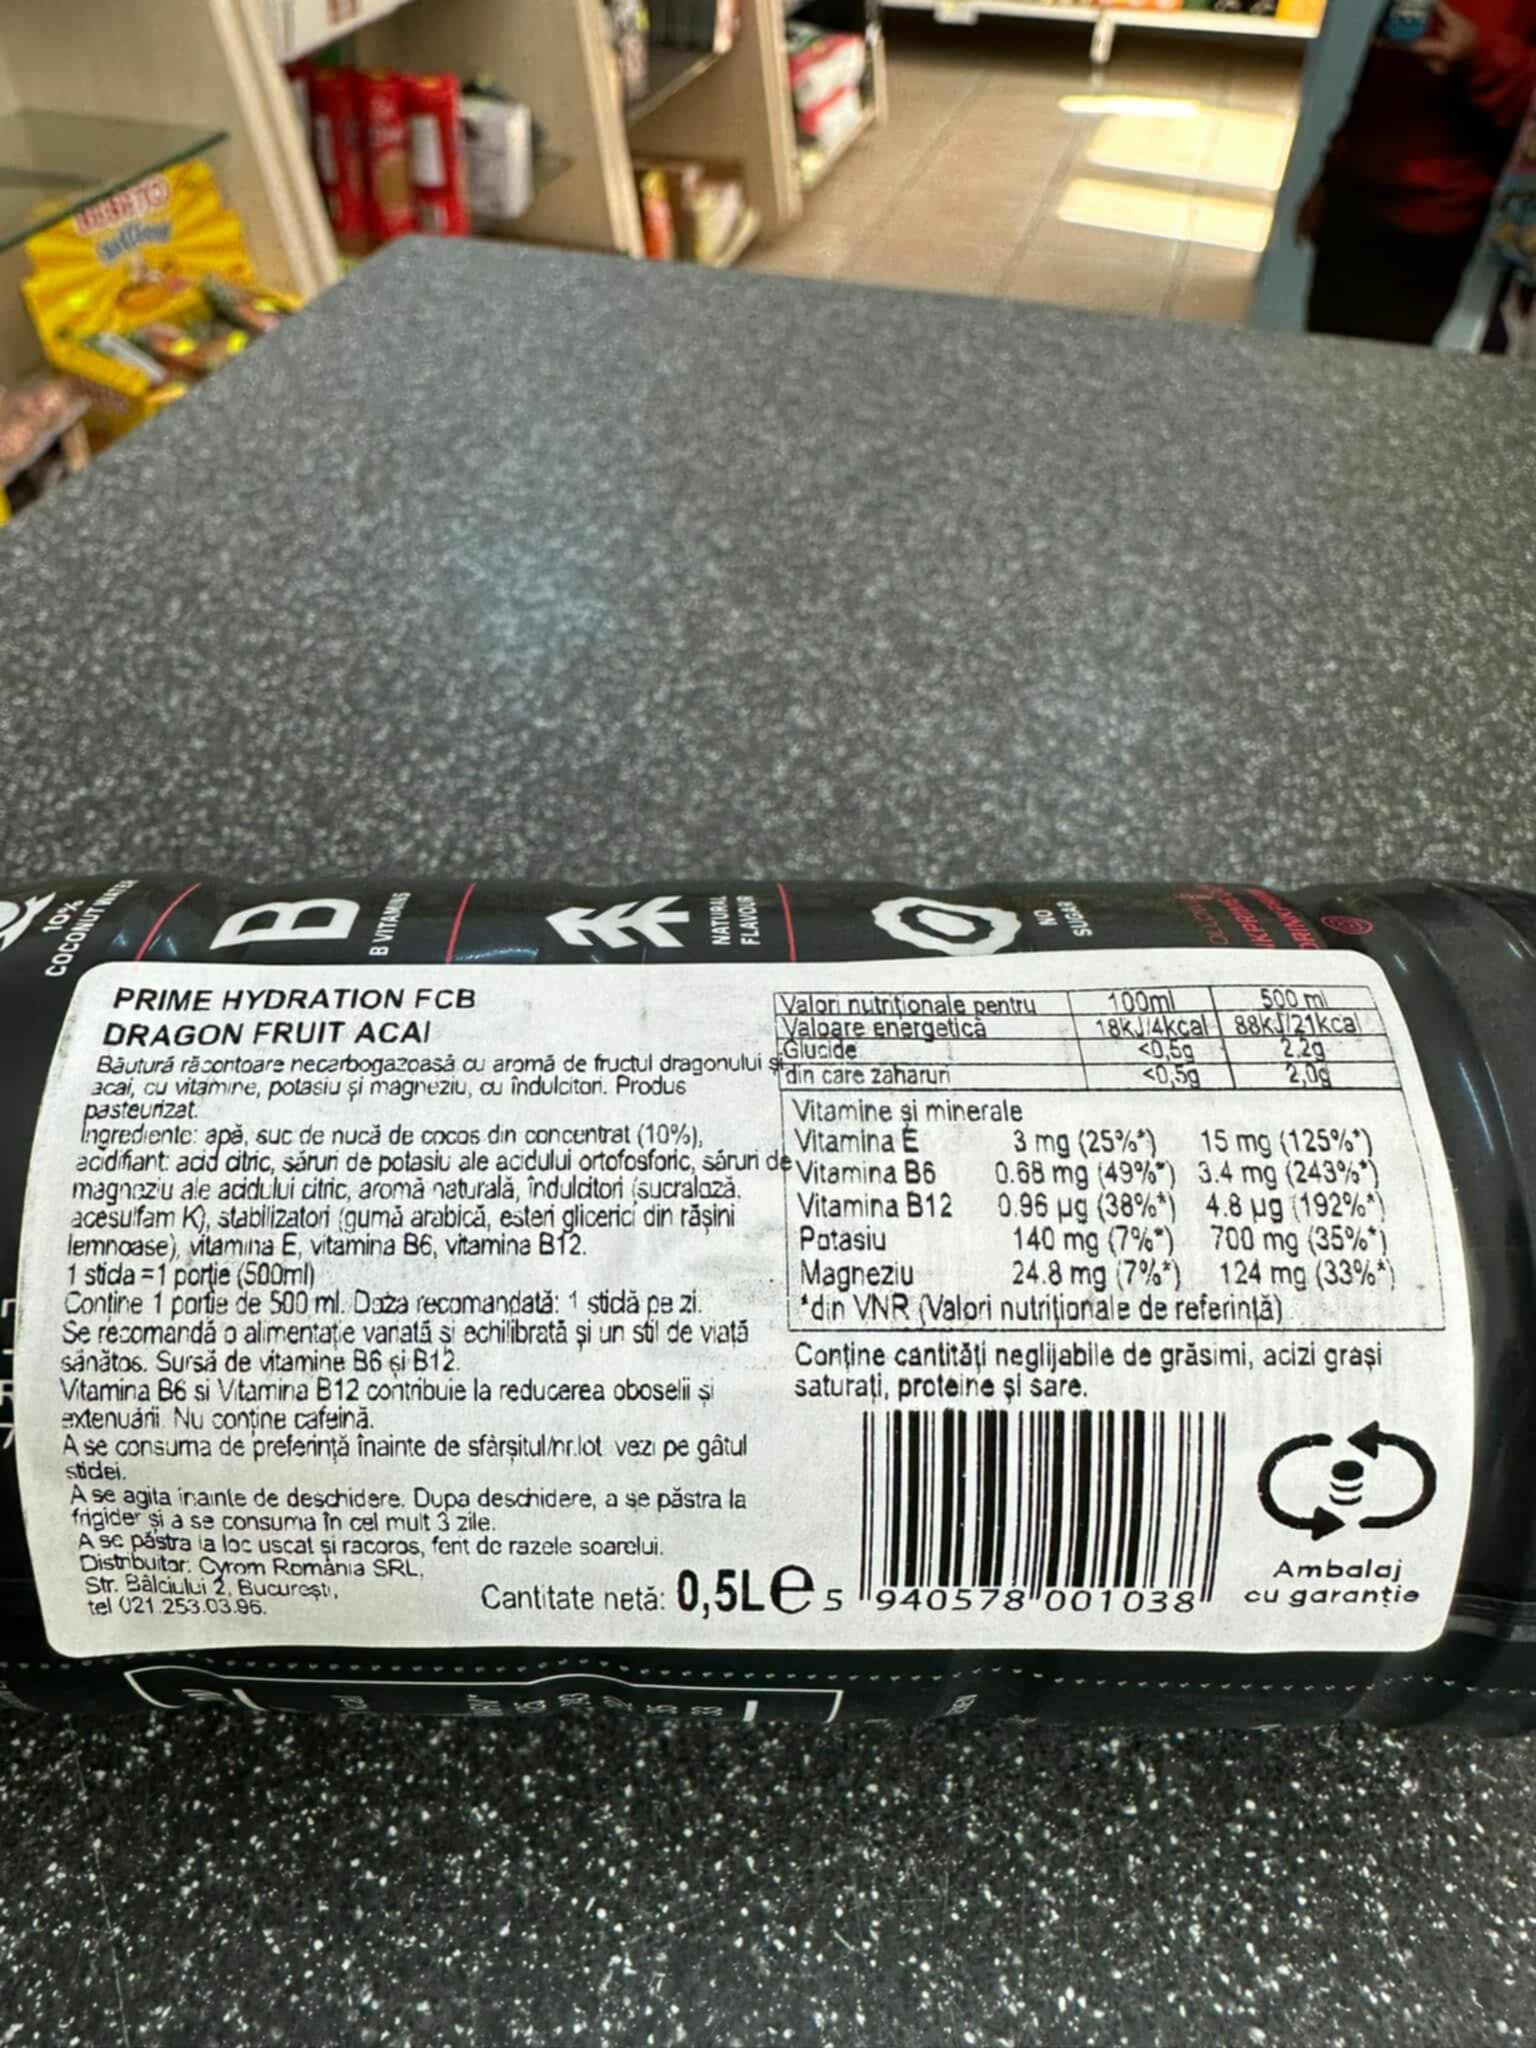 10%
COCONUT WATER
B
B VITAMINS
NATURAL
FLAVOUR
NO
SUGAR
PRIME HYDRATION FCB
DRAGON FRUIT ACAI
Băutură răcoritoare necarbogazoasă cu aromă de fructul dragonului și
acai, cu vitamine, potasiu și magneziu, cu îndulcitori. Produs
pasteurizat.
Ingrediente: apă, suc de nucă de cocos din concentrat (10%),
acidifiant: acid citric, săruri de potasiu ale acidului ortofosforic, săruri de
magneziu ale acidului citric, aromă naturală, îndulcitori (sucraloză,
acesulfam K), stabilizatori (gumă arabică, esteri glicerici din rășini
lemnoase), vitamina E, vitamina B6, vitamina B12.
1 sticla =1 porție (500ml)
Conține 1 porție de 500 ml. Doza recomandată: 1 sticlă pe zi.
Se recomandă o alimentație variată și echilibrată și un stil de viață
sănătos. Sursă de vitamine B6 și B12.
Vitamina B6 si Vitamina B12 contribuie la reducerea oboselii și
extenuării. Nu conține cafeină.
A se consuma de preferință înainte de sfârșitul/nr.lot vezi pe gâtul
sticlei.
A se agita inainte de deschidere. Dupa deschidere, a se păstra la
frigider și a se consuma în cel mult 3 zile.
A se păstra la loc uscat și racoros, ferit de razele soarelui.
Distribuitor: Cyrom România SRL,
Str. Bâlciului 2, București,
tel 021.253.03.96.
Cantitate netă: 0,5L e
Valori nutriționale pentru 100ml 500 ml
Valoare energetică 18kJ/4kcal 88kJ/21kcal
Glucide <0,5g 2.2g
din care zaharuri <0,5g 2,0g
Vitamine și minerale
Vitamina E 3 mg (25%*) 15 mg (125%*)
Vitamina B6 0.68 mg (49%*) 3.4 mg (243%*)
Vitamina B12 0.96 µg (38%*) 4.8 µg (192%*)
Potasiu 140 mg (7%*) 700 mg (35%*)
Magneziu 24.8 mg (7%*) 124 mg (33%*)
*din VNR (Valori nutriționale de referință)
Conține cantități neglijabile de grăsimi, acizi grași
saturați, proteine și sare.
5 940578 001038
Ambalaj
cu garanție